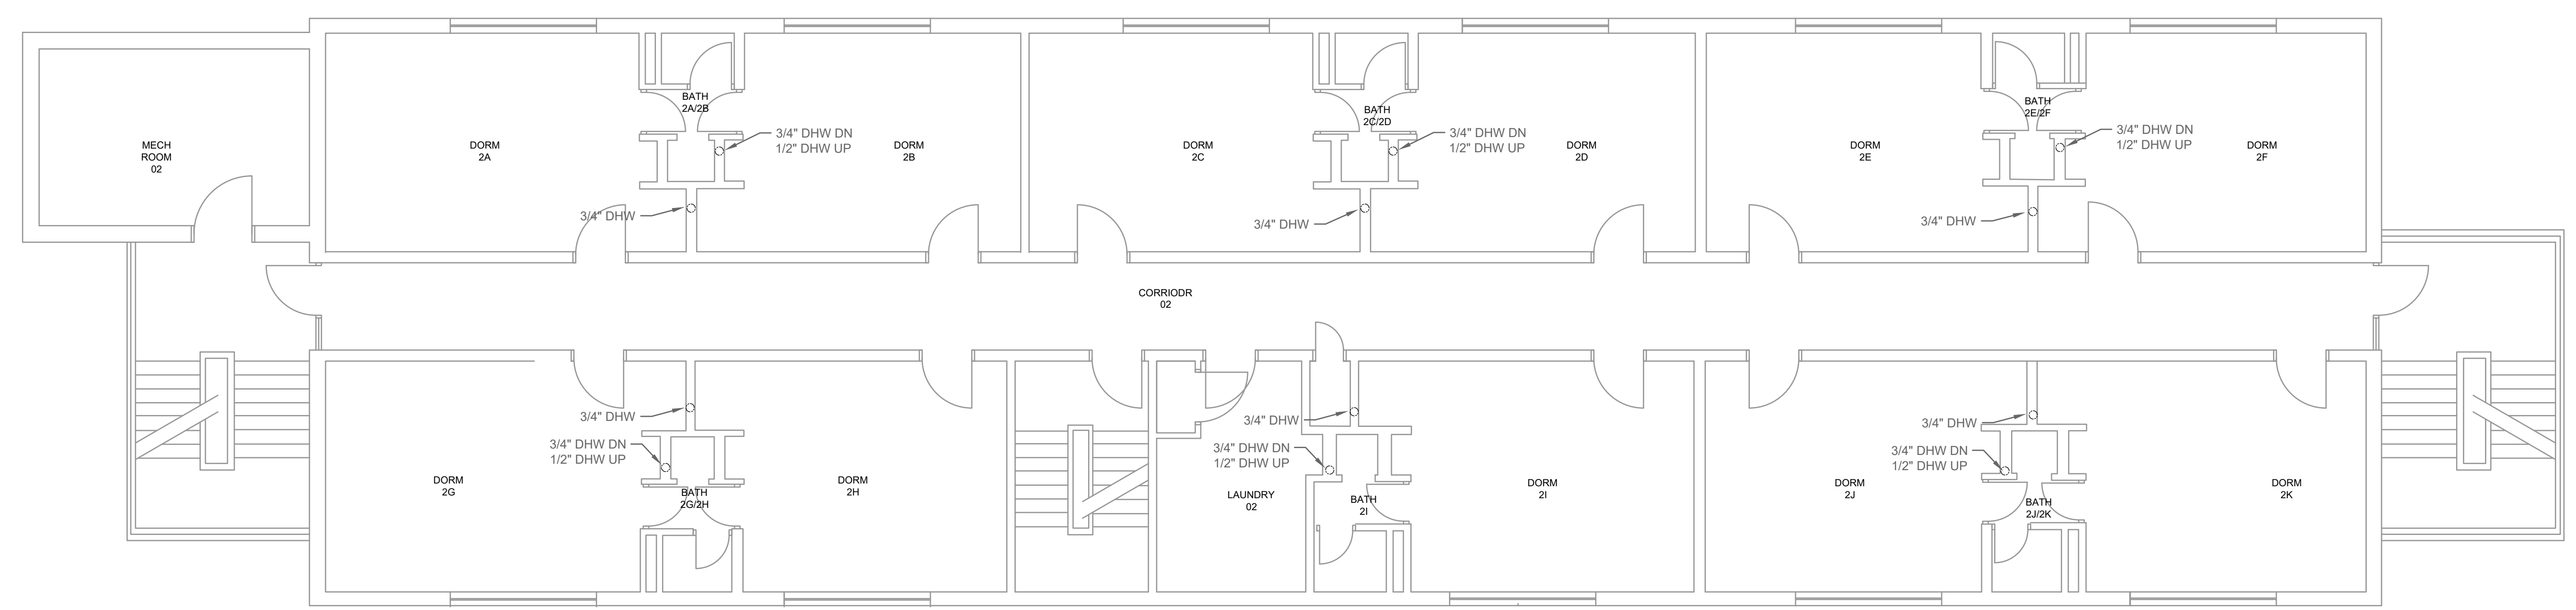 BATH
2A/2B
BATH
2C/2D
BATH
2E/2F
3/4" DHW DN
1/2" DHW UP
3/4" DHW DN
1/2" DHW UP
3/4" DHW DN
1/2" DHW UP
MECH
ROOM
02
DORM
2A
DORM
2B
DORM
2C
DORM
2D
DORM
2E
DORM
2F
3/4" DHW
3/4" DHW
3/4" DHW
CORRIODR
02
3/4" DHW
3/4" DHW
3/4" DHW
3/4" DHW DN
1/2" DHW UP
3/4" DHW DN
1/2" DHW UP
3/4" DHW DN
1/2" DHW UP
DORM
2G
BATH
2G/2H
DORM
2H
LAUNDRY
02
BATH
2I
DORM
2I
DORM
2J
BATH
2J/2K
DORM
2K